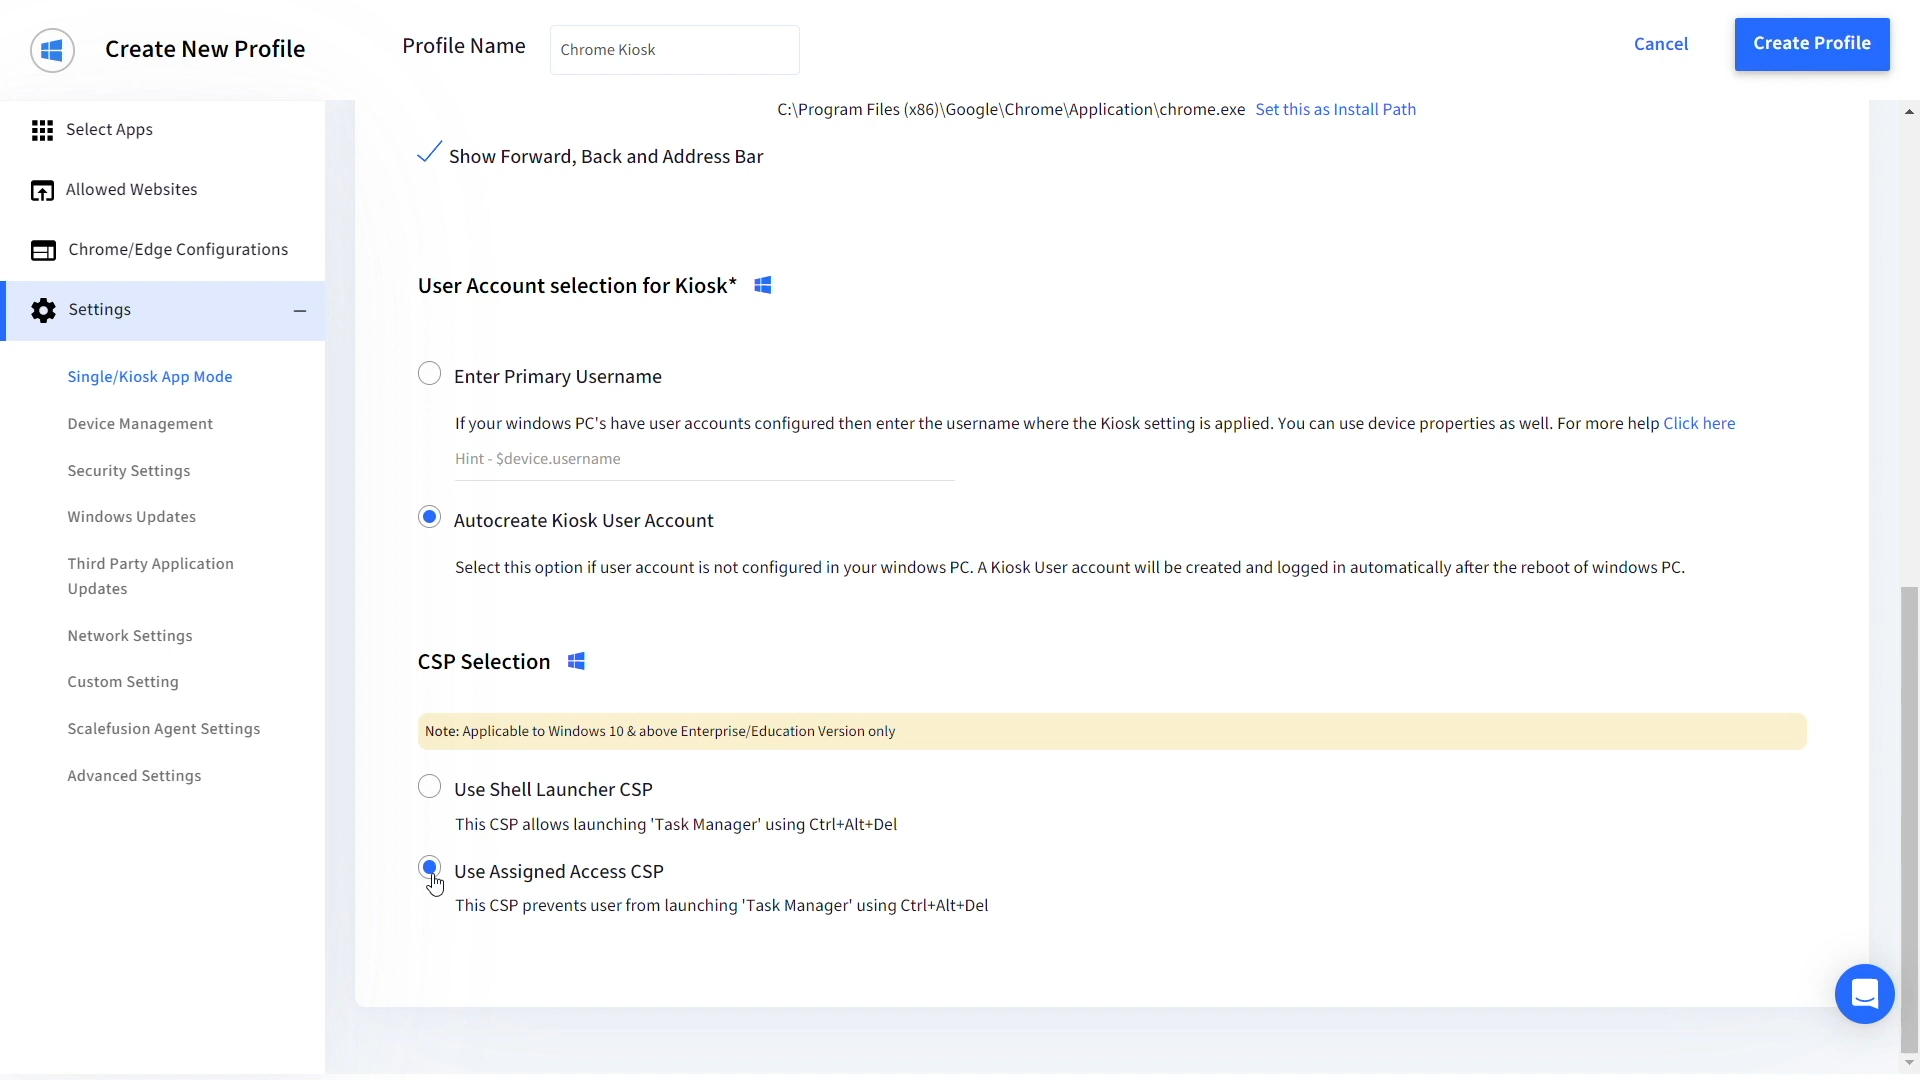 Create New Profile
Profile Name
Chrome Kiosk
Cancel
Create Profile
Select Apps
Allowed Websites
Chrome/Edge Configurations
Settings
Single/Kiosk App Mode
Device Management
Security Settings
Windows Updates
Third Party Application
Updates
Network Settings
Custom Setting
Scalefusion Agent Settings
Advanced Settings
C:\Program Files (x86)\Google\Chrome\Application\chrome.exe Set this as Install Path
Show Forward, Back and Address Bar
User Account selection for Kiosk*
Enter Primary Username
If your windows PC's have user accounts configured then enter the username where the Kiosk setting is applied. You can use device properties as well. For more help Click here
Hint - $device.username
Autocreate Kiosk User Account
Select this option if user account is not configured in your windows PC. A Kiosk User account will be created and logged in automatically after the reboot of windows PC.
CSP Selection
Note: Applicable to Windows 10 & above Enterprise/Education Version only
Use Shell Launcher CSP
This CSP allows launching 'Task Manager' using Ctrl+Alt+Del
Use Assigned Access CSP
This CSP prevents user from launching 'Task Manager' using Ctrl+Alt+Del